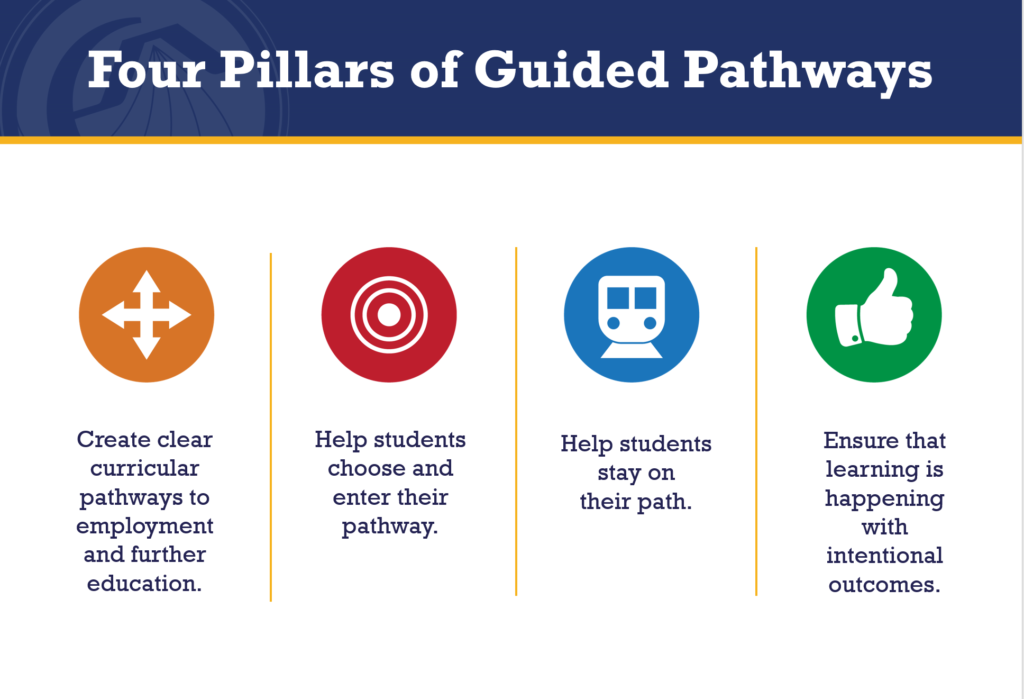 Four Pillars of Guided Pathways
Create clear
curricular
pathways to
employment
and further
education.
Help students
choose and
enter their
pathway.
Help students
stay on
their path.
Ensure that
learning is
happening
with
intentional
outcomes.